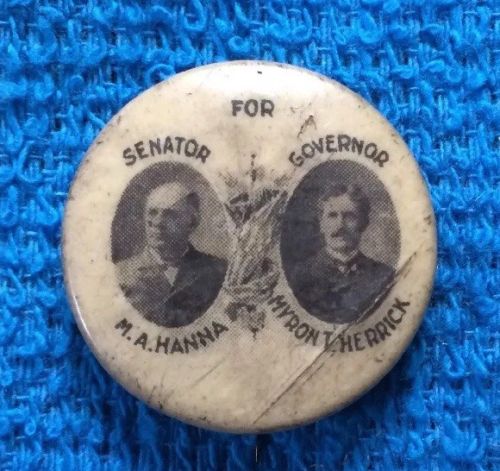 FOR
SENATOR
GOVERNOR
M. A. HANNA
MYRON T. HERRICK